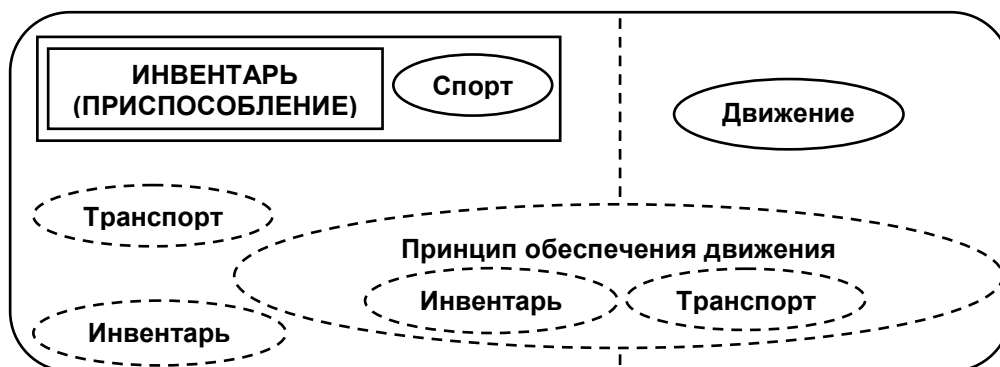 ИНВЕНТАРЬ
(ПРИСПОСОБЛЕНИЕ)
Спорт
Движение
Транспорт
Принцип обеспечения движения
Инвентарь
Транспорт
Инвентарь